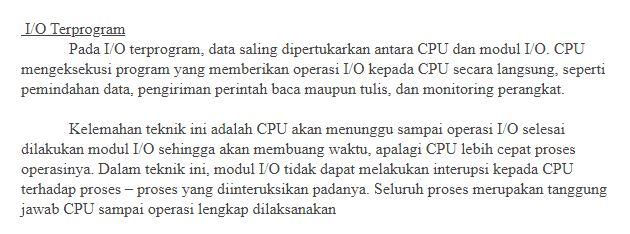 I/O Terprogram
Pada I/O terprogram, data saling dipertukarkan antara CPU dan modul I/O. CPU
mengeksekusi program yang memberikan operasi I/O kepada CPU secara langsung, seperti
pemindahan data, pengiriman perintah baca maupun tulis, dan monitoring perangkat.
Kelemahan teknik ini adalah CPU akan menunggu sampai operasi I/O selesai
dilakukan modul I/O sehingga akan membuang waktu, apalagi CPU lebih cepat proses
operasinya. Dalam teknik ini, modul I/O tidak dapat melakukan interupsi kepada CPU
terhadap proses – proses yang diinteruksikan padanya. Seluruh proses merupakan tanggung
jawab CPU sampai operasi lengkap dilaksanakan